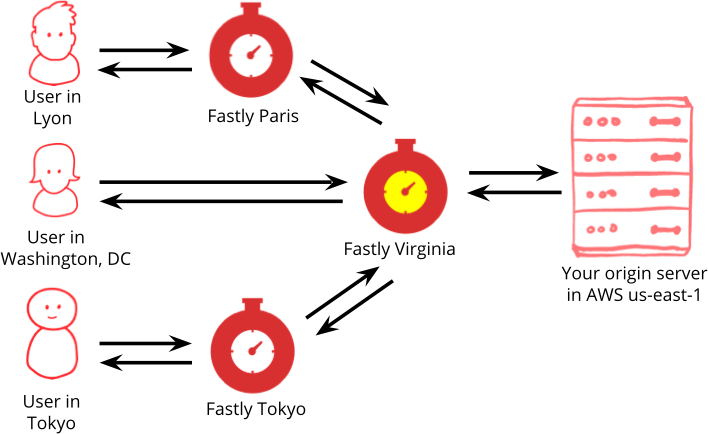 User in
Lyon
Fastly Paris
User in
Washington, DC
Fastly Virginia
Your origin server
in AWS us-east-1
User in
Tokyo
Fastly Tokyo